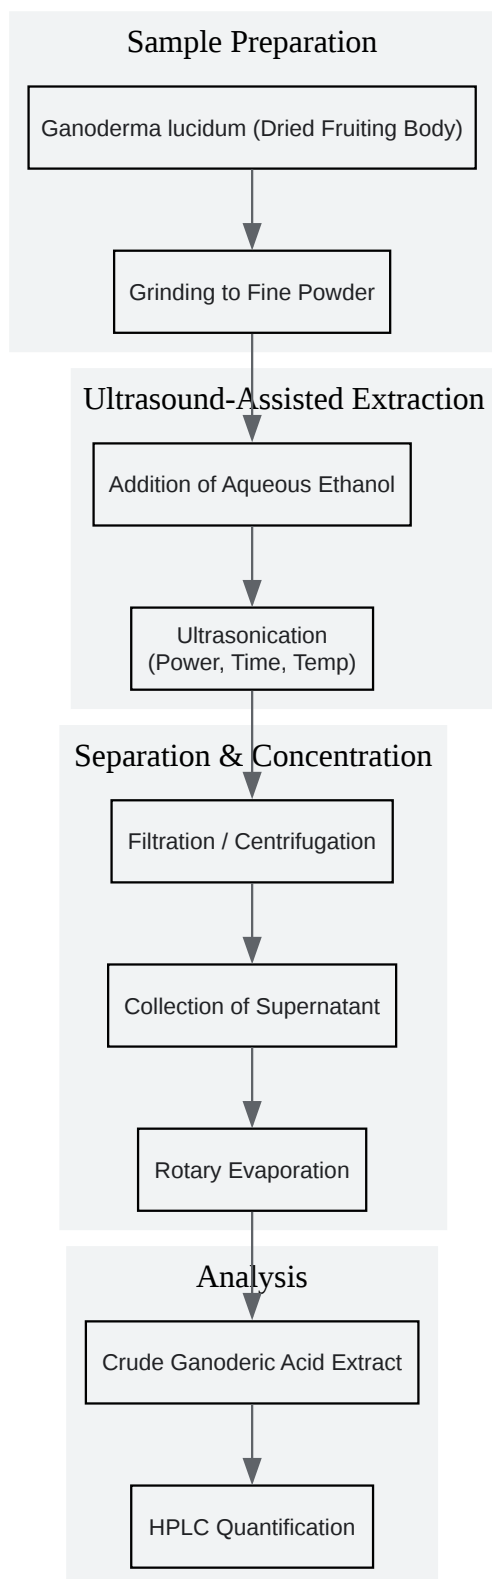 Sample Preparation
Ganoderma lucidum (Dried Fruiting Body)
Grinding to Fine Powder
Ultrasound-Assisted Extraction
Addition of Aqueous Ethanol
Ultrasonication
(Power, Time, Temp)
Separation & Concentration
Filtration / Centrifugation
Collection of Supernatant
Rotary Evaporation
Analysis
Crude Ganoderic Acid Extract
HPLC Quantification